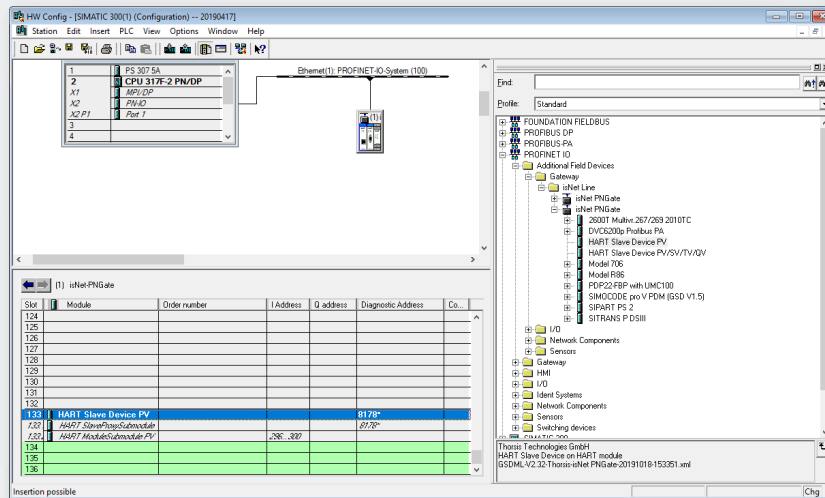 HW Config - [SIMATIC 300(1) (Configuration) -- 20190417]
Station Edit Insert PLC View Options Window Help
1 PS 307 5A
2 CPU 317F-2 PN/DP
X1 MPI/DP
X2 PN-IO
X2 P1 Port 1
3
4
Ethernet(1): PROFINET-IO-System (100)
(1) i
Find:
Profile: Standard
FOUNDATION FIELDBUS
PROFIBUS DP
PROFIBUS-PA
PROFINET IO
Additional Field Devices
Gateway
isNet Line
isNet PNGate
isNet PNGate
2600T Multivr.267/269 2010TC
DVC6200p Profibus PA
HART Slave Device PV
HART Slave Device PV/SV/TV/QV
Model 706
Model R86
PDP22-FBP with UMC100
SIMOCODE pro V PDM (GSD V1.5)
SIPART PS 2
SITRANS P DSIII
I/O
Network Components
Sensors
Gateway
HMI
I/O
Ident Systems
Network Components
Sensors
Switching devices
(1) isNet-PNGate
Slot Module Order number I Address Q address Diagnostic Address Co...
124
125
126
127
128
129
130
131
132
133 HART Slave Device PV 8178*
133 HART SlaveProxySubmodule 8178*
133. HART ModuleSubmodule PV 296...300
134
135
136
Thorsis Technologies GmbH
HART Slave Device on HART module
GSDML-V2.32-Thorsis-isNet PNGate-20191018-153351.xml
Insertion possible
Chg